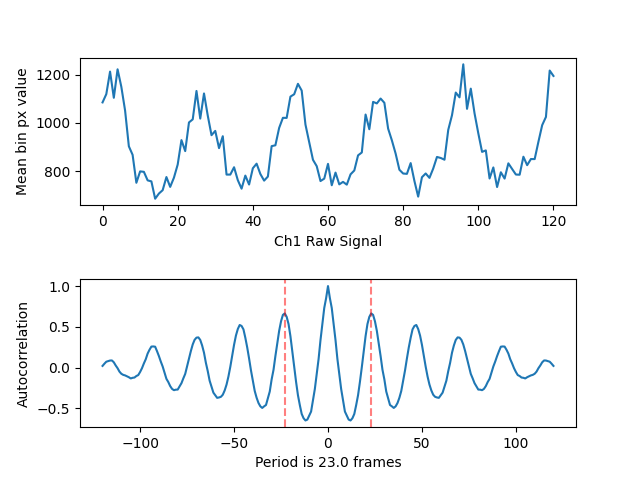 1200
1000
800
Mean bin px value
0 20 40 60 80 100 120
Ch1 Raw Signal
1.0
0.5
0.0
−0.5
Autocorrelation
−100 −50 0 50 100
Period is 23.0 frames